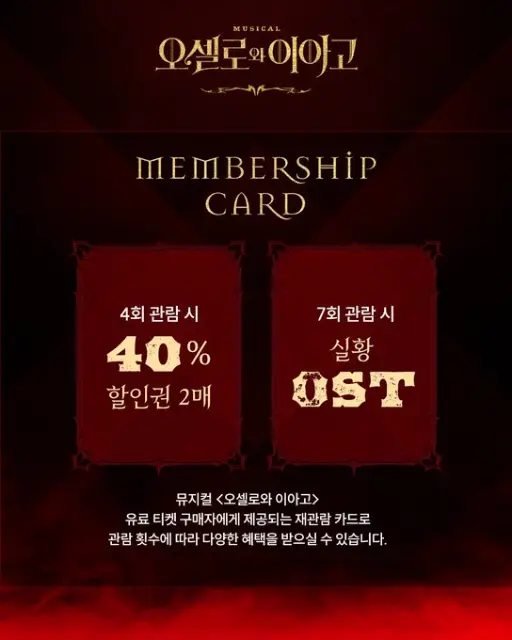 MUSICAL
오셀로와 이아고
MEMBERSHIP
CARD
4회 관람 시
40%
할인권 2매
7회 관람 시
실황
OST
뮤지컬 <오셀로와 이아고>
유료 티켓 구매자에게 제공되는 재관람 카드로
관람 횟수에 따라 다양한 혜택을 받으실 수 있습니다.